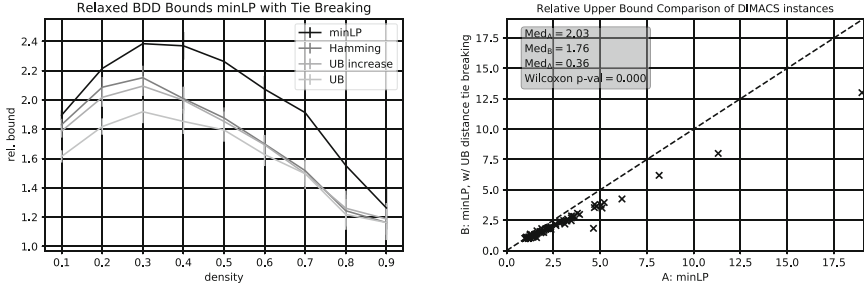 Relaxed BDD Bounds minLP with Tie Breaking
minLP
Hamming
UB increase
UB
2.4
2.2
2.0
1.8
1.6
1.4
1.2
1.0
rel. bound
0.1 0.2 0.3 0.4 0.5 0.6 0.7 0.8 0.9
density
Relative Upper Bound Comparison of DIMACS instances
Med_A = 2.03
Med_B = 1.76
Med_Δ = 0.36
Wilcoxon p-val = 0.000
17.5
15.0
12.5
10.0
7.5
5.0
2.5
0.0
B: minLP, w/ UB distance tie breaking
0.0 2.5 5.0 7.5 10.0 12.5 15.0 17.5
A: minLP